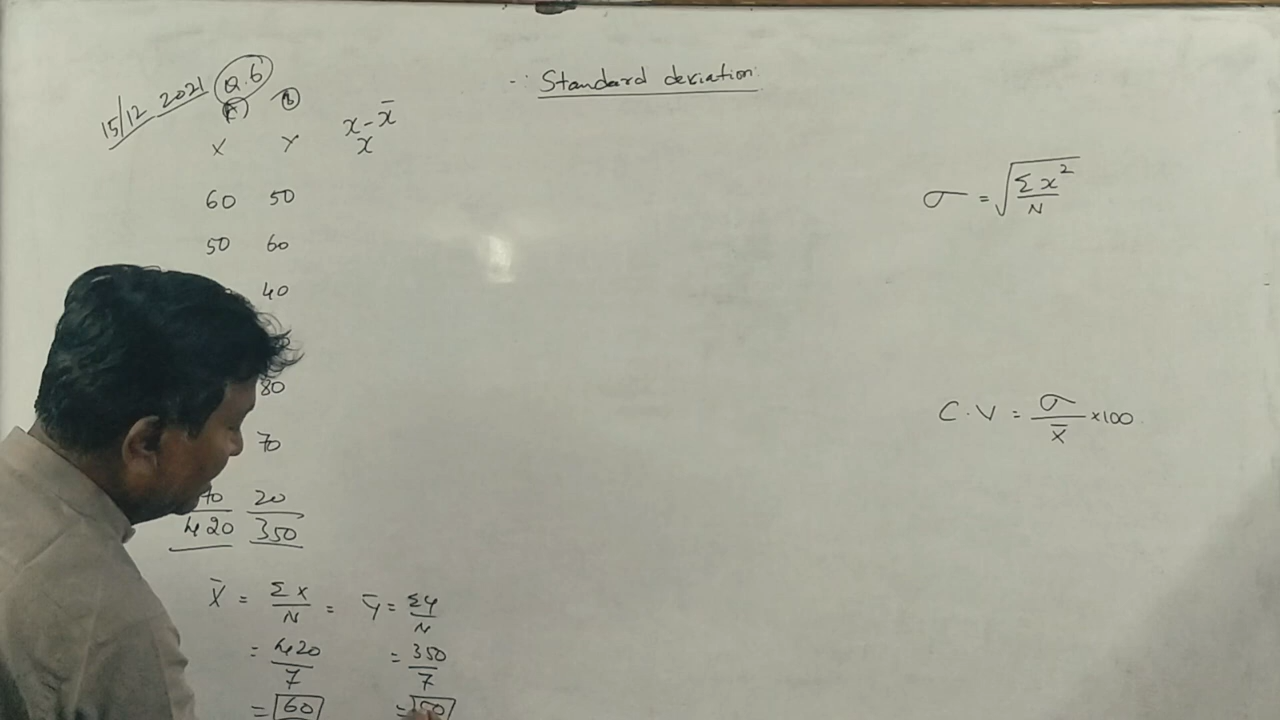 ∴ Standard deviation
15/12 2021 Q.6
(A) (b)
X Y x - x̄
x
60 50
50 60
40
80
70
70 20
420 350
X̄ = Σx/N = Ȳ = Σy/N
= 420/7 = 350/7
= 60 = 50
σ = √(Σx²/N)
C.V = σ/x̄ ×100